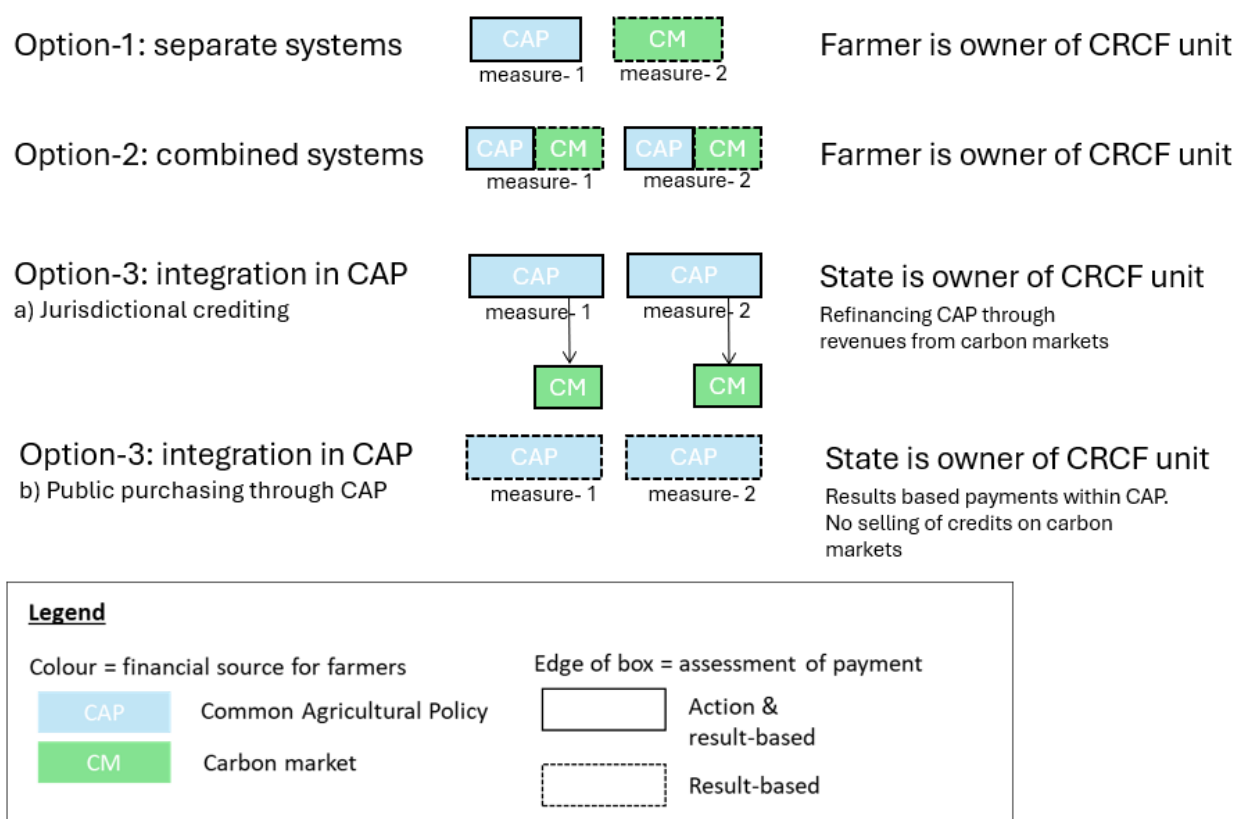 Option-1: separate systems
CAP
CM
measure- 1
measure- 2
Farmer is owner of CRCF unit
Option-2: combined systems
CAP
CM
CAP
CM
measure- 1
measure- 2
Farmer is owner of CRCF unit
Option-3: integration in CAP
a) Jurisdictional crediting
CAP
CAP
measure- 1
measure- 2
CM
CM
State is owner of CRCF unit
Refinancing CAP through
revenues from carbon markets
Option-3: integration in CAP
b) Public purchasing through CAP
CAP
CAP
measure- 1
measure- 2
State is owner of CRCF unit
Results based payments within CAP.
No selling of credits on carbon
markets
Legend
Colour = financial source for farmers
CAP
Common Agricultural Policy
CM
Carbon market
Edge of box = assessment of payment
Action &
result-based
Result-based